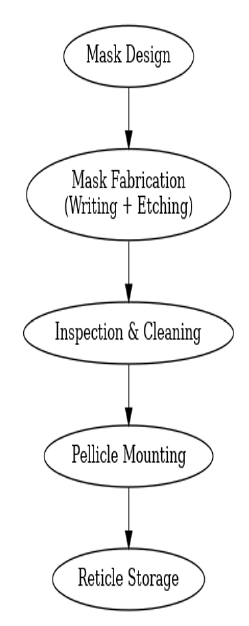 Mask Design
Mask Fabrication
(Writing + Etching)
Inspection & Cleaning
Pellicle Mounting
Reticle Storage